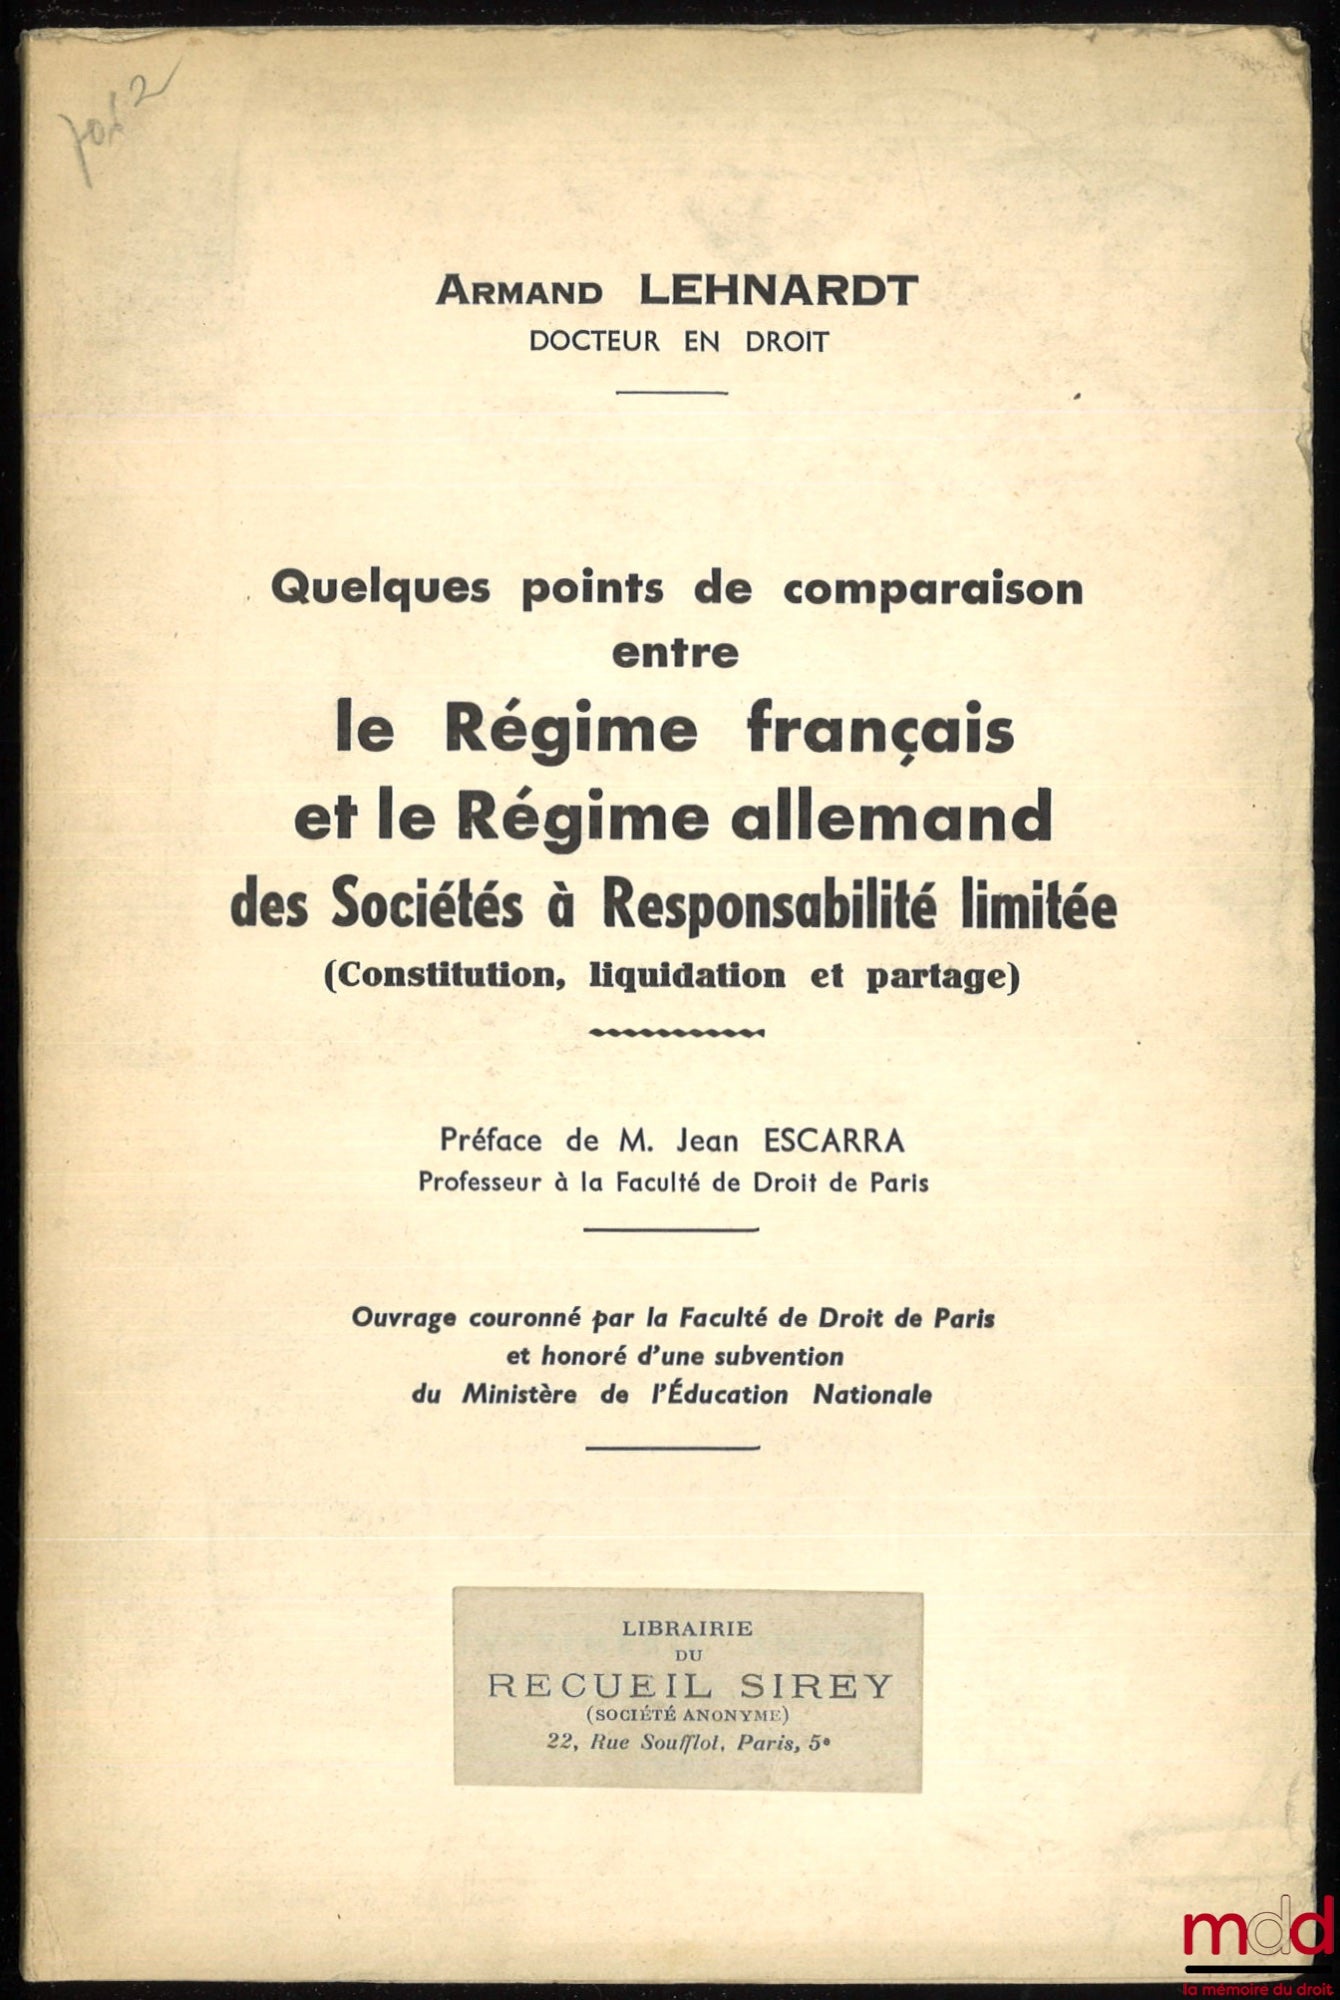 ARMAND LEHNARDT
DOCTEUR EN DROIT
Quelques points de comparaison
entre
le Régime français
et le Régime allemand
des Sociétés à Responsabilité limitée
(Constitution, liquidation et partage)
Préface de M. Jean ESCARRA
Professeur à la Faculté de Droit de Paris
Ouvrage couronné par la Faculté de Droit de Paris
et honoré d'une subvention
du Ministère de l'Éducation Nationale
LIBRAIRIE
DU
RECUEIL SIREY
(SOCIÉTÉ ANONYME)
22, Rue Soufflot, Paris, 5e
mdd
la mémoire du droit